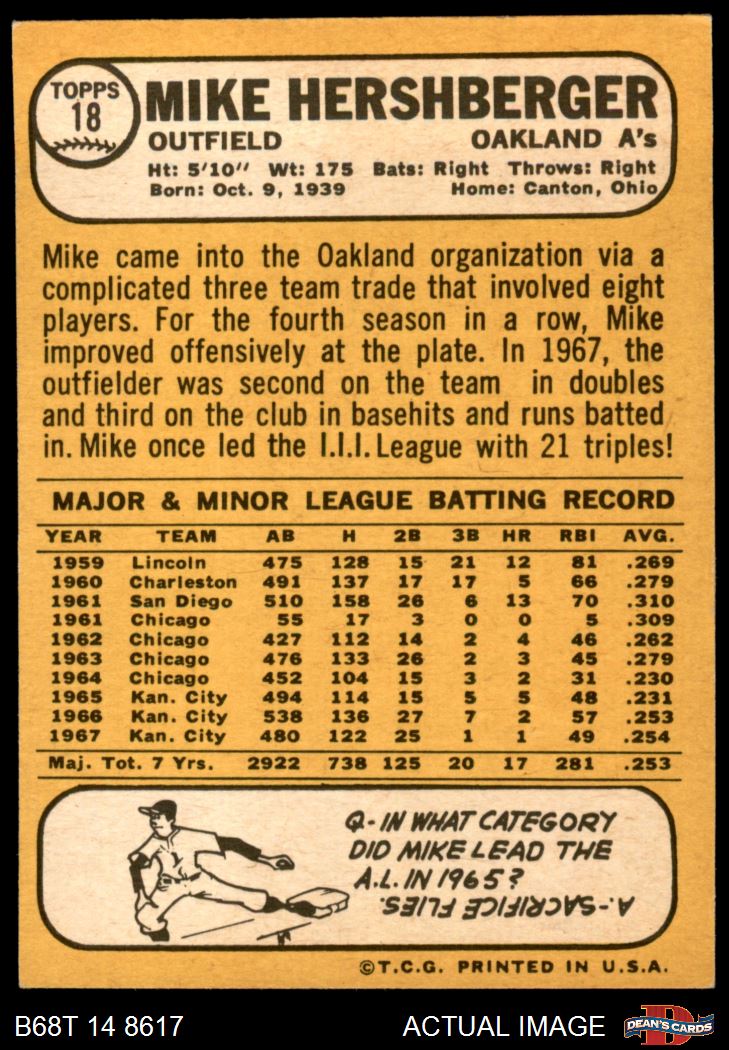 TOPPS
18
MIKE HERSHBERGER
OUTFIELD OAKLAND A's
Ht: 5'10" Wt: 175 Bats: Right Throws: Right
Born: Oct. 9, 1939 Home: Canton, Ohio
Mike came into the Oakland organization via a
complicated three team trade that involved eight
players. For the fourth season in a row, Mike
improved offensively at the plate. In 1967, the
outfielder was second on the team in doubles
and third on the club in basehits and runs batted
in. Mike once led the I.I.I. League with 21 triples!
MAJOR & MINOR LEAGUE BATTING RECORD
YEAR TEAM AB H 2B 3B HR RBI AVG.
1959 Lincoln 475 128 15 21 12 81 .269
1960 Charleston 491 137 17 17 5 66 .279
1961 San Diego 510 158 26 6 13 70 .310
1961 Chicago 55 17 3 0 0 5 .309
1962 Chicago 427 112 14 2 4 46 .262
1963 Chicago 476 133 26 2 3 45 .279
1964 Chicago 452 104 15 3 2 31 .230
1965 Kan. City 494 114 15 5 5 48 .231
1966 Kan. City 538 136 27 7 2 57 .253
1967 Kan. City 480 122 25 1 1 49 .254
Maj. Tot. 7 Yrs. 2922 738 125 20 17 281 .253
Q-IN WHAT CATEGORY
DID MIKE LEAD THE
A.L. IN 1965?
A.-SACRIFICE FLIES.
©T.C.G. PRINTED IN U.S.A.
B68T 14 8617 ACTUAL IMAGE
DEAN'S CARDS